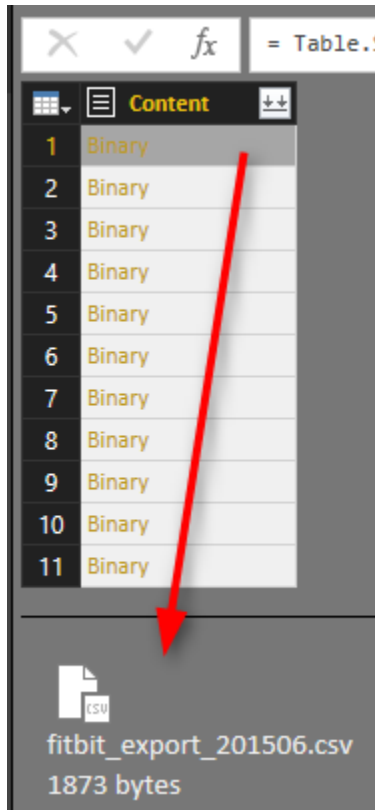 fx = Table.S
Content
1 Binary
2 Binary
3 Binary
4 Binary
5 Binary
6 Binary
7 Binary
8 Binary
9 Binary
10 Binary
11 Binary
CSV
fitbit_export_201506.csv
1873 bytes